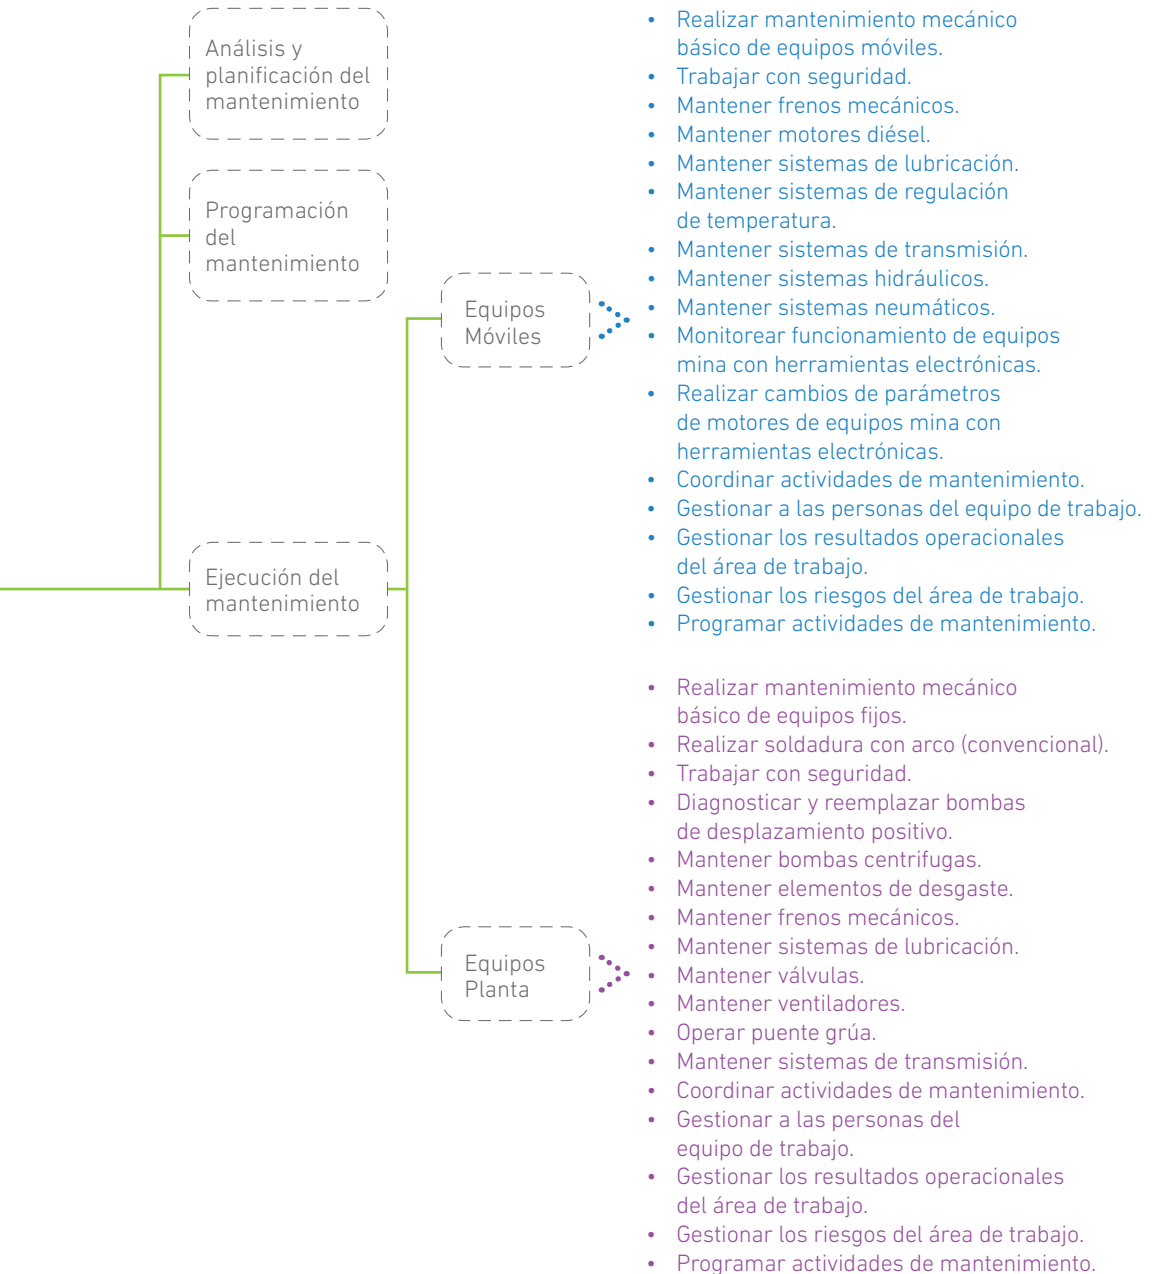 Análisis y
planificación del
mantenimiento
Programación
del
mantenimiento
Ejecución del
mantenimiento
Equipos
Móviles
• Realizar mantenimiento mecánico
básico de equipos móviles.
• Trabajar con seguridad.
• Mantener frenos mecánicos.
• Mantener motores diésel.
• Mantener sistemas de lubricación.
• Mantener sistemas de regulación
de temperatura.
• Mantener sistemas de transmisión.
• Mantener sistemas hidráulicos.
• Mantener sistemas neumáticos.
• Monitorear funcionamiento de equipos
mina con herramientas electrónicas.
• Realizar cambios de parámetros
de motores de equipos mina con
herramientas electrónicas.
• Coordinar actividades de mantenimiento.
• Gestionar a las personas del equipo de trabajo.
• Gestionar los resultados operacionales
del área de trabajo.
• Gestionar los riesgos del área de trabajo.
• Programar actividades de mantenimiento.
Equipos
Planta
• Realizar mantenimiento mecánico
básico de equipos fijos.
• Realizar soldadura con arco (convencional).
• Trabajar con seguridad.
• Diagnosticar y reemplazar bombas
de desplazamiento positivo.
• Mantener bombas centrifugas.
• Mantener elementos de desgaste.
• Mantener frenos mecánicos.
• Mantener sistemas de lubricación.
• Mantener válvulas.
• Mantener ventiladores.
• Operar puente grúa.
• Mantener sistemas de transmisión.
• Coordinar actividades de mantenimiento.
• Gestionar a las personas del
equipo de trabajo.
• Gestionar los resultados operacionales
del área de trabajo.
• Gestionar los riesgos del área de trabajo.
• Programar actividades de mantenimiento.